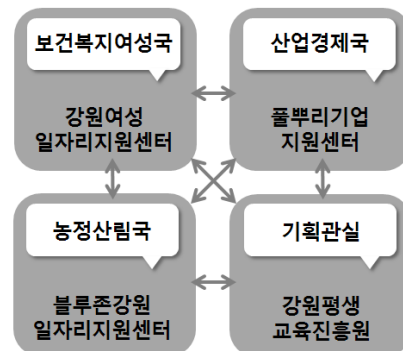 보건복지여성국
강원여성
일자리지원센터
산업경제국
풀뿌리기업
지원센터
농정산림국
블루존강원
일자리지원센터
기획관실
강원평생
교육진흥원